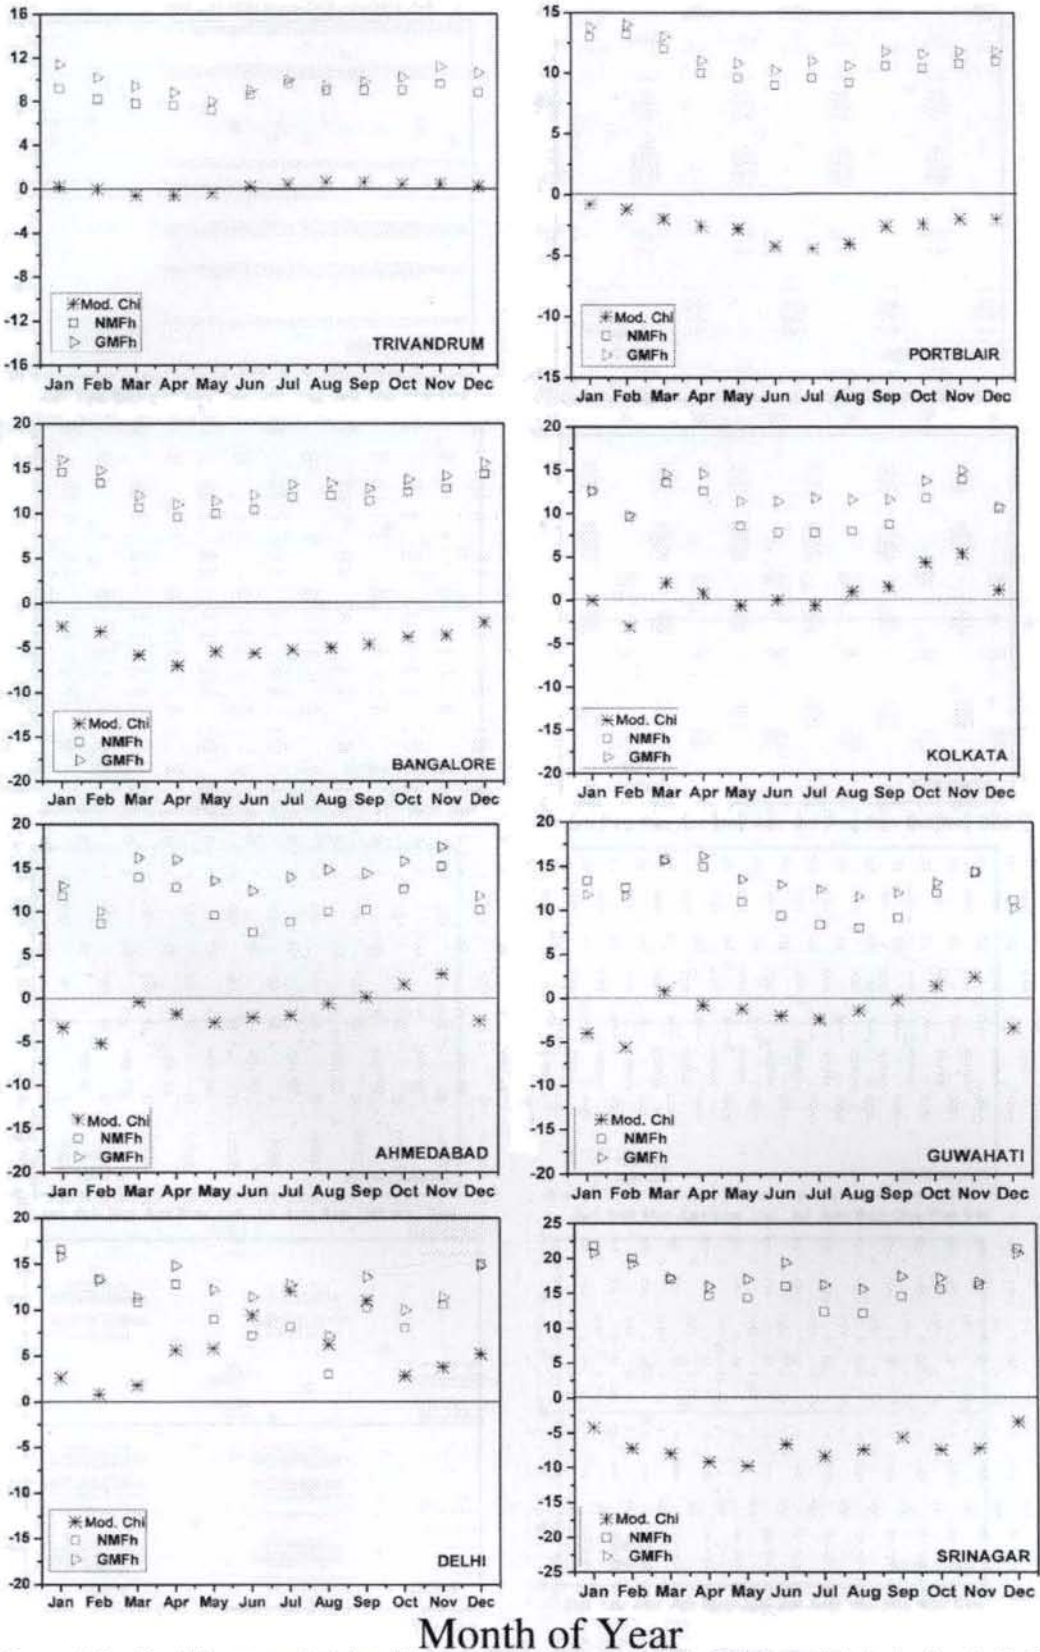 16
12
8
4
0
-4
-8
-12
-16
Mod. Chi
NMFh
GMFh
TRIVANDRUM
Jan Feb Mar Apr May Jun Jul Aug Sep Oct Nov Dec
15
10
5
0
-5
-10
-15
Mod. Chi
NMFh
GMFh
PORTBLAIR
Jan Feb Mar Apr May Jun Jul Aug Sep Oct Nov Dec
20
15
10
5
0
-5
-10
-15
-20
Mod. Chi
NMFh
GMFh
BANGALORE
Jan Feb Mar Apr May Jun Jul Aug Sep Oct Nov Dec
20
15
10
5
0
-5
-10
-15
-20
Mod. Chi
NMFh
GMFh
KOLKATA
Jan Feb Mar Apr May Jun Jul Aug Sep Oct Nov Dec
20
15
10
5
0
-5
-10
-15
-20
Mod. Chi
NMFh
GMFh
AHMEDABAD
Jan Feb Mar Apr May Jun Jul Aug Sep Oct Nov Dec
20
15
10
5
0
-5
-10
-15
-20
Mod. Chi
NMFh
GMFh
GUWAHATI
Jan Feb Mar Apr May Jun Jul Aug Sep Oct Nov Dec
20
15
10
5
0
-5
-10
-15
-20
Mod. Chi
NMFh
GMFh
DELHI
Jan Feb Mar Apr May Jun Jul Aug Sep Oct Nov Dec
25
20
15
10
5
0
-5
-10
-15
-20
-25
Mod. Chi
NMFh
GMFh
SRINAGAR
Jan Feb Mar Apr May Jun Jul Aug Sep Oct Nov Dec
Month of Year